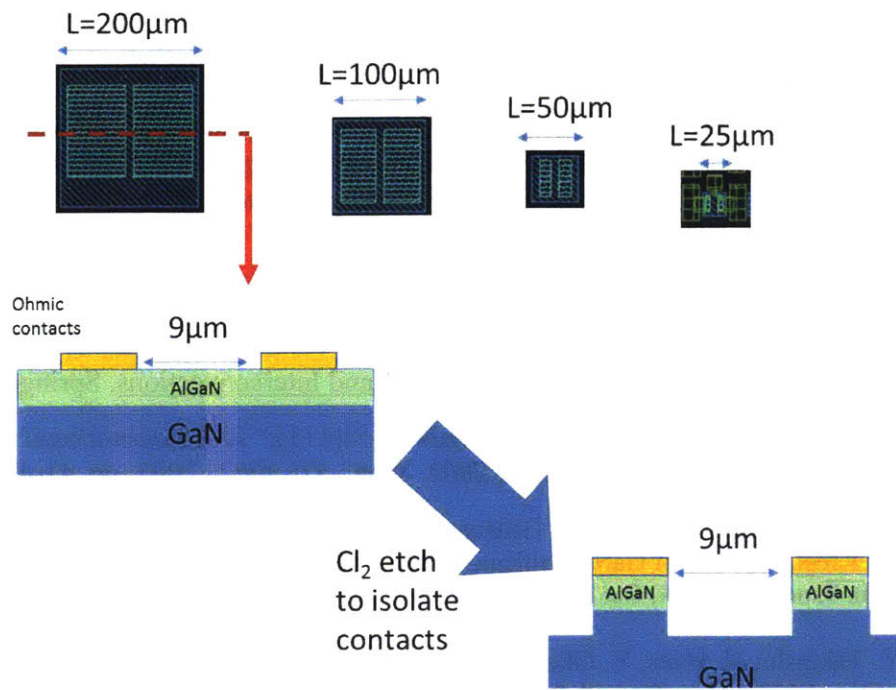 L=200μm
L=100μm
L=50μm
L=25μm
Ohmic
contacts
9μm
AlGaN
GaN
Cl₂ etch
to isolate
contacts
9μm
AlGaN
AlGaN
GaN